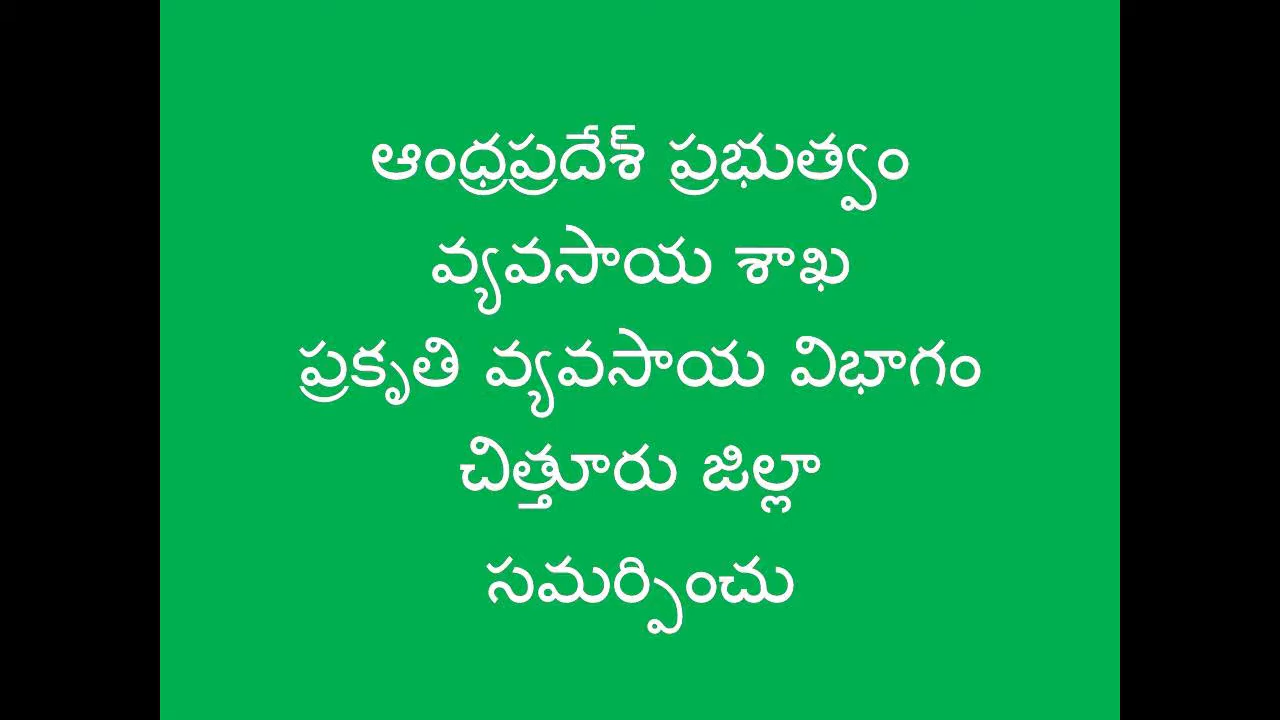 ఆంధ్రప్రదేశ్ ప్రభుత్వం
వ్యవసాయ శాఖ
ప్రకృతి వ్యవసాయ విభాగం
చిత్తూరు జిల్లా
సమర్పించు